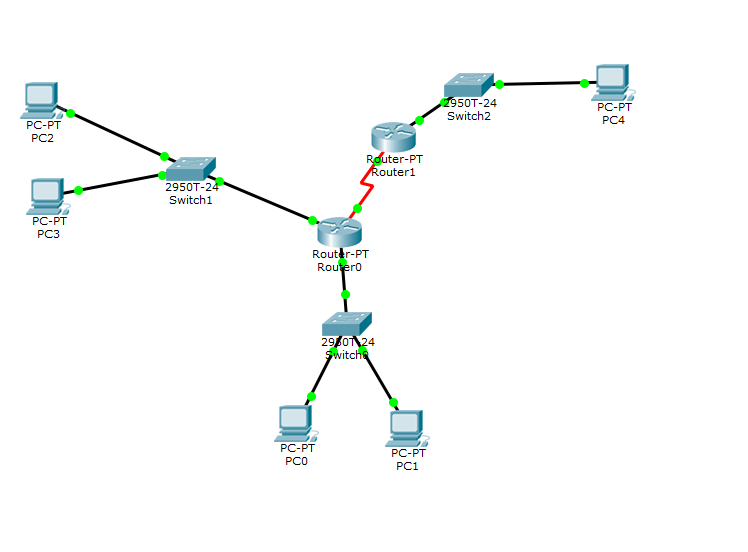 2950T-24
Switch2
PC-PT
PC4
PC-PT
PC2
Router-PT
Router1
2950T-24
Switch1
PC-PT
PC3
Router-PT
Router0
2950T-24
Switch0
PC-PT
PC0
PC-PT
PC1